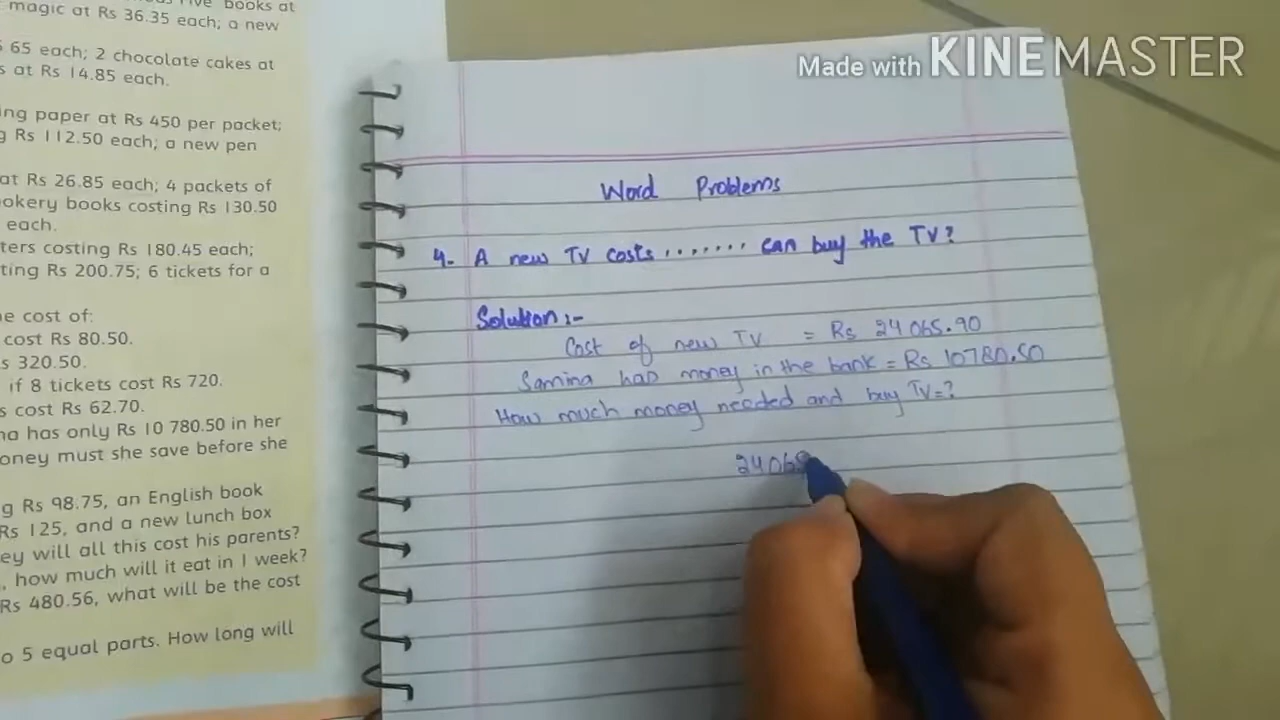 books at
magic at Rs 36.35 each; a new
65 each; 2 chocolate cakes at
s at Rs 14.85 each.
ing paper at Rs 450 per packet;
g Rs 112.50 each; a new pen
at Rs 26.85 each; 4 packets of
ookery books costing Rs 130.50
each.
ters costing Rs 180.45 each;
ting Rs 200.75; 6 tickets for a
e cost of:
cost Rs 80.50.
s 320.50.
if 8 tickets cost Rs 720.
s cost Rs 62.70.
na has only Rs 10 780.50 in her
oney must she save before she
g Rs 98.75, an English book
Rs 125, and a new lunch box
ey will all this cost his parents?
, how much will it eat in 1 week?
Rs 480.56, what will be the cost
o 5 equal parts. How long will
Made with KINEMASTER
Word Problems
4. A new TV costs....... can buy the TV?
Solution:-
Cost of new TV = Rs 24065.90
Samina has money in the bank = Rs 10780.50
How much money needed and buy TV=?
24065